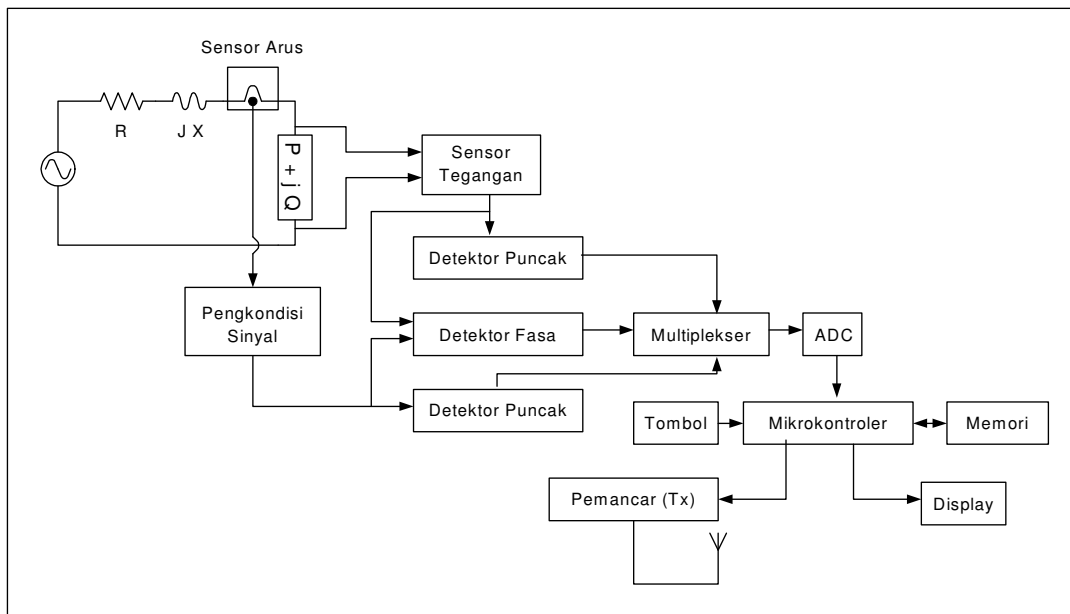 Sensor Arus
R
J X
P + j Q
Sensor
Tegangan
Detektor Puncak
Pengkondisi
Sinyal
Detektor Fasa
Multiplekser
ADC
Detektor Puncak
Tombol
Mikrokontroler
Memori
Pemancar (Tx)
Display